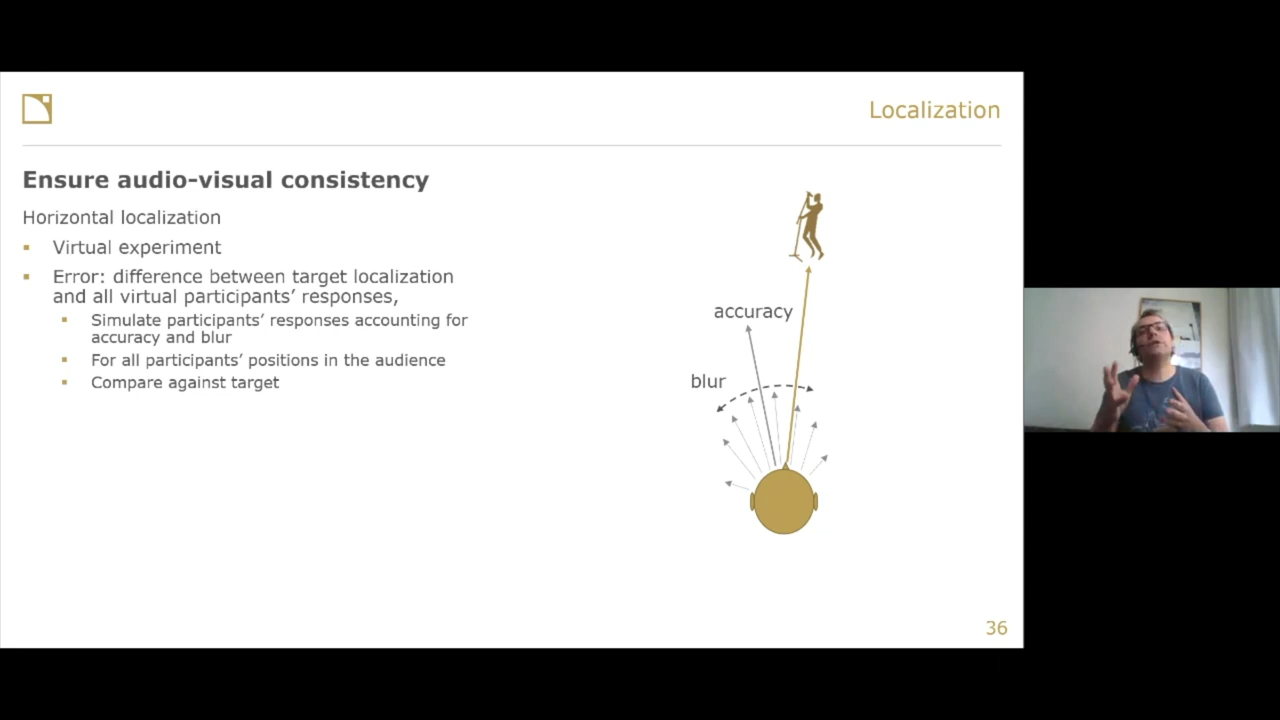 Localization
Ensure audio-visual consistency
Horizontal localization
▪ Virtual experiment
▪ Error: difference between target localization
and all virtual participants’ responses,
▪ Simulate participants’ responses accounting for
accuracy and blur
▪ For all participants’ positions in the audience
▪ Compare against target
accuracy
blur
36